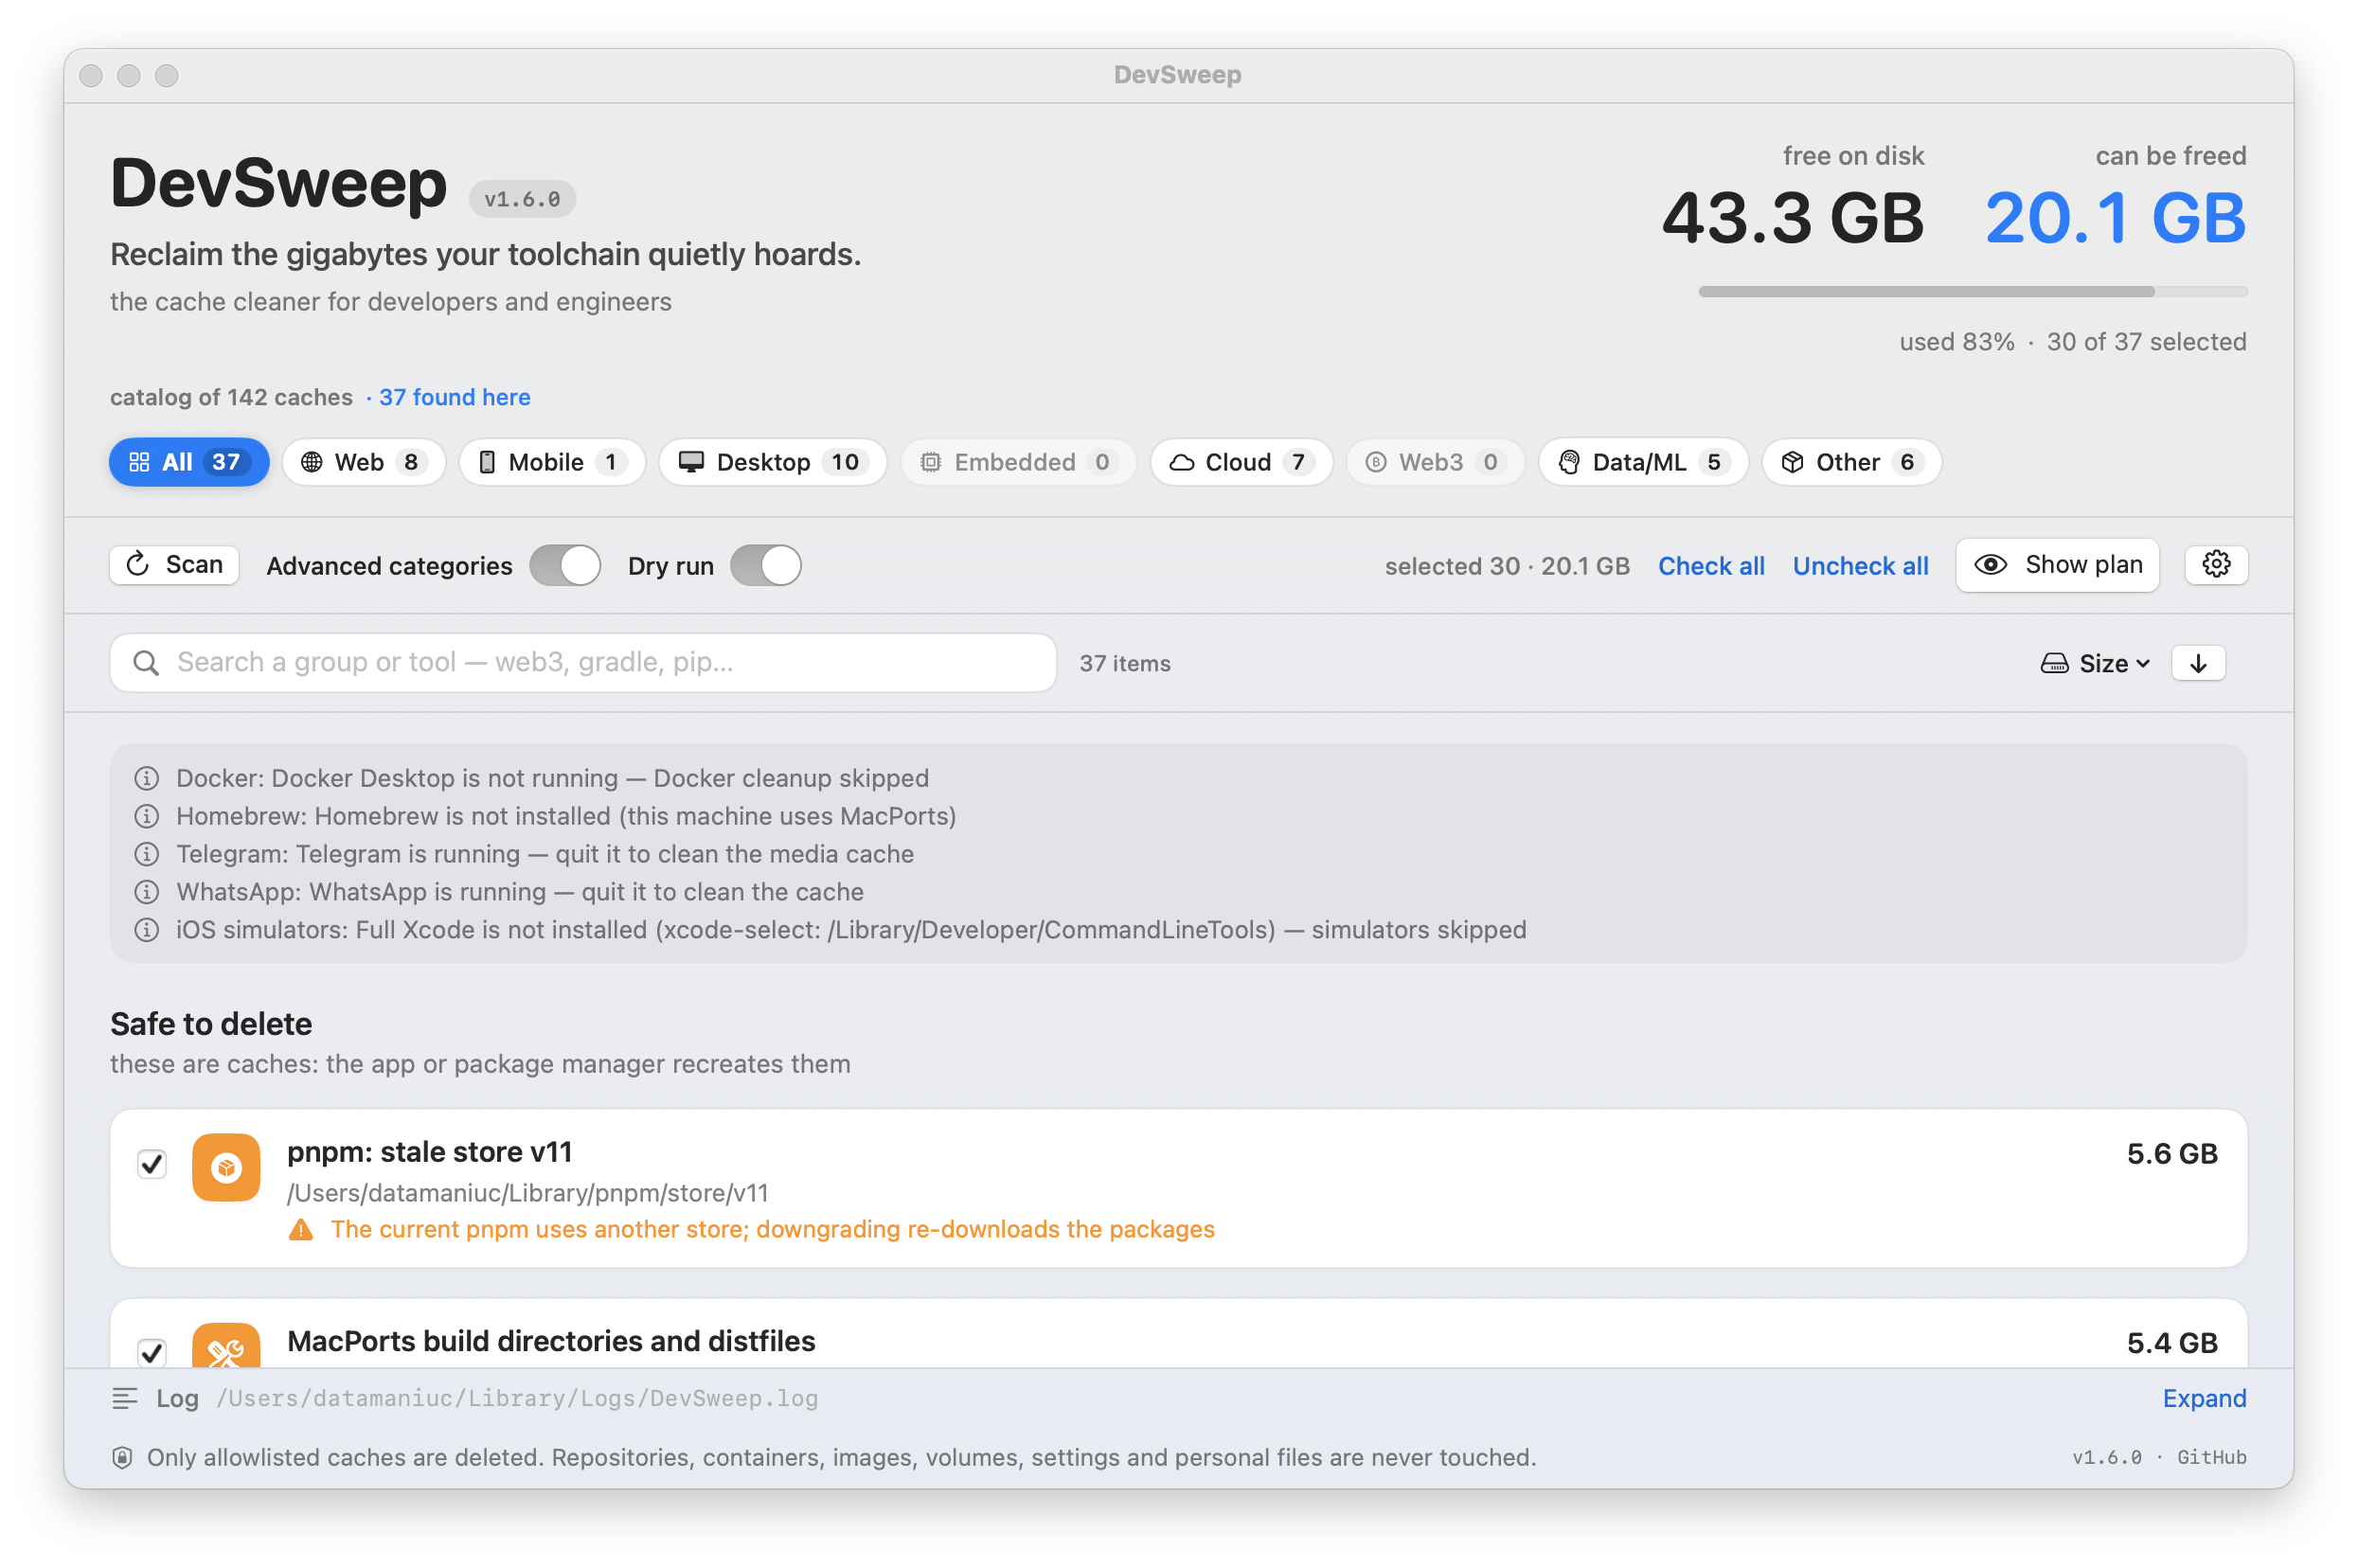 DevSweep
DevSweep v1.6.0
Reclaim the gigabytes your toolchain quietly hoards.
the cache cleaner for developers and engineers
free on disk
43.3 GB
can be freed
20.1 GB
used 83% · 30 of 37 selected
catalog of 142 caches · 37 found here
All 37 Web 8 Mobile 1 Desktop 10 Embedded 0 Cloud 7 Web3 0 Data/ML 5 Other 6
Scan Advanced categories Dry run selected 30 · 20.1 GB Check all Uncheck all Show plan
Search a group or tool — web3, gradle, pip... 37 items Size
Docker: Docker Desktop is not running — Docker cleanup skipped
Homebrew: Homebrew is not installed (this machine uses MacPorts)
Telegram: Telegram is running — quit it to clean the media cache
WhatsApp: WhatsApp is running — quit it to clean the cache
iOS simulators: Full Xcode is not installed (xcode-select: /Library/Developer/CommandLineTools) — simulators skipped
Safe to delete
these are caches: the app or package manager recreates them
pnpm: stale store v11 5.6 GB
/Users/datamaniuc/Library/pnpm/store/v11
The current pnpm uses another store; downgrading re-downloads the packages
MacPorts build directories and distfiles 5.4 GB
Log /Users/datamaniuc/Library/Logs/DevSweep.log Expand
Only allowlisted caches are deleted. Repositories, containers, images, volumes, settings and personal files are never touched. v1.6.0 · GitHub